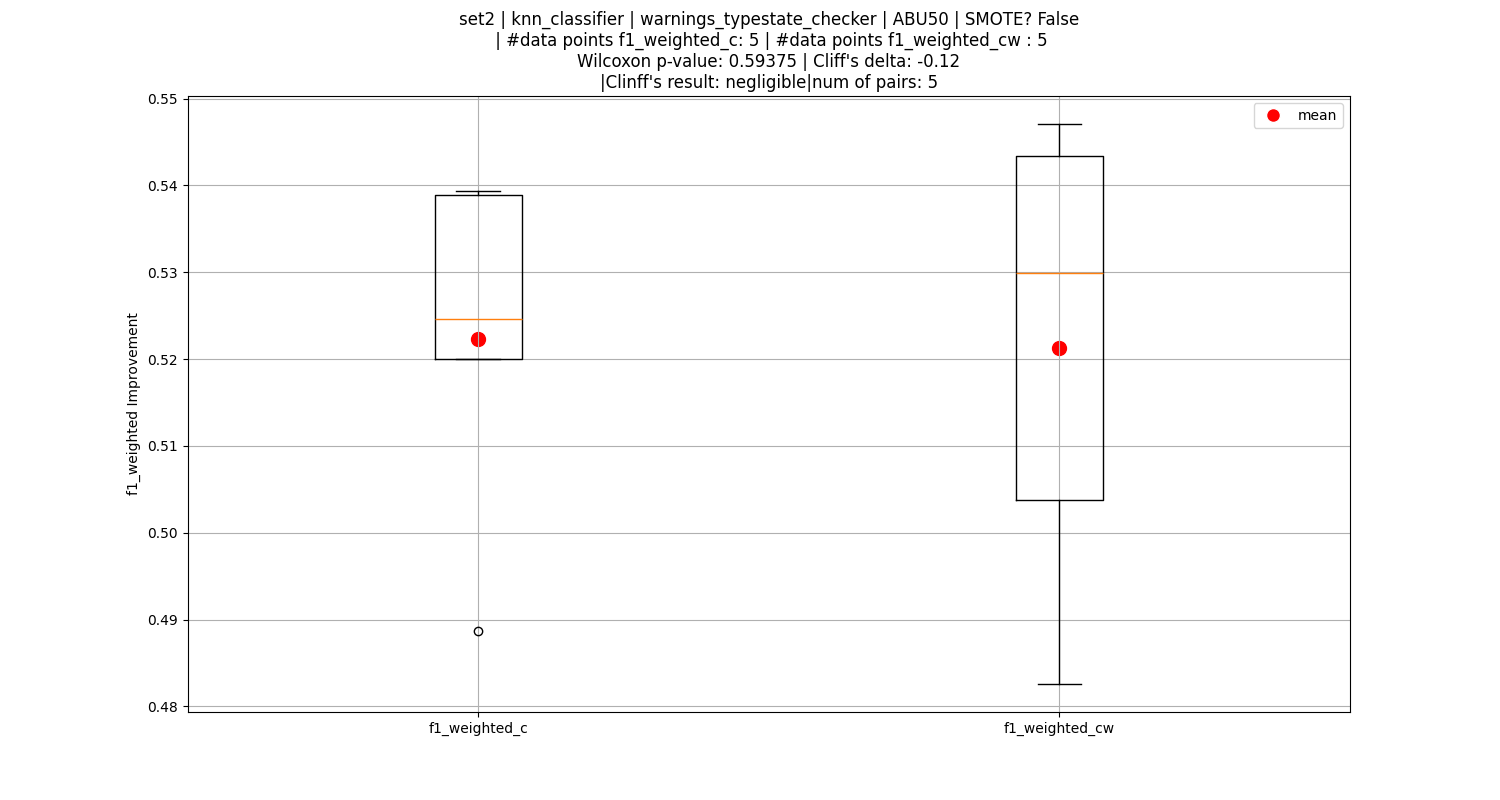 set2 | knn_classifier | warnings_typestate_checker | ABU50 | SMOTE? False
| #data points f1_weighted_c: 5 | #data points f1_weighted_cw : 5
Wilcoxon p-value: 0.59375 | Cliff's delta: -0.12
|Clinff's result: negligible|num of pairs: 5
mean
f1_weighted Improvement
0.55
0.54
0.53
0.52
0.51
0.50
0.49
0.48
f1_weighted_c
f1_weighted_cw